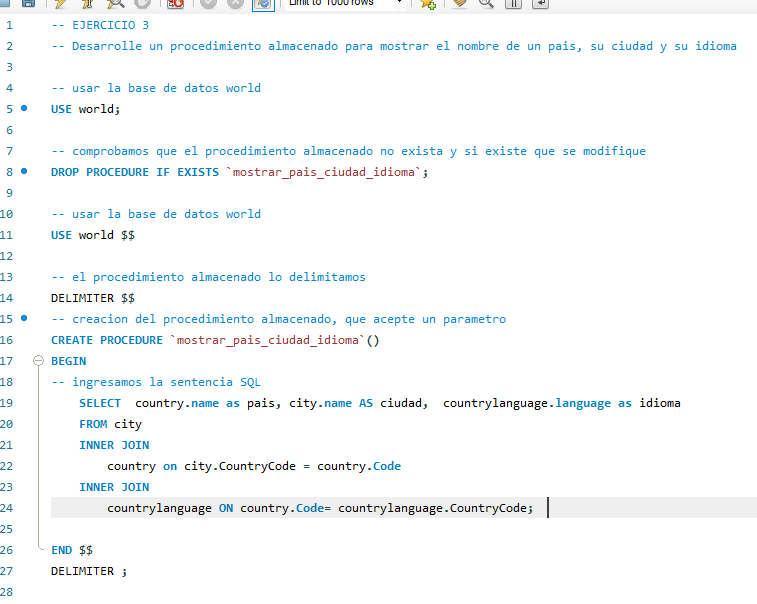 Limit to 1000 rows
1 -- EJERCICIO 3
2 -- Desarrolle un procedimiento almacenado para mostrar el nombre de un pais, su ciudad y su idioma
3
4 -- usar la base de datos world
5 USE world;
6
7 -- comprobamos que el procedimiento almacenado no exista y si existe que se modifique
8 DROP PROCEDURE IF EXISTS `mostrar_pais_ciudad_idioma`;
9
10 -- usar la base de datos world
11 USE world $$
12
13 -- el procedimiento almacenado lo delimitamos
14 DELIMITER $$
15 -- creacion del procedimiento almacenado, que acepte un parametro
16 CREATE PROCEDURE `mostrar_pais_ciudad_idioma`()
17 BEGIN
18 -- ingresamos la sentencia SQL
19 SELECT country.name as pais, city.name AS ciudad, countrylanguage.language as idioma
20 FROM city
21 INNER JOIN
22 country on city.CountryCode = country.Code
23 INNER JOIN
24 countrylanguage ON country.Code= countrylanguage.CountryCode;
25
26 END $$
27 DELIMITER ;
28